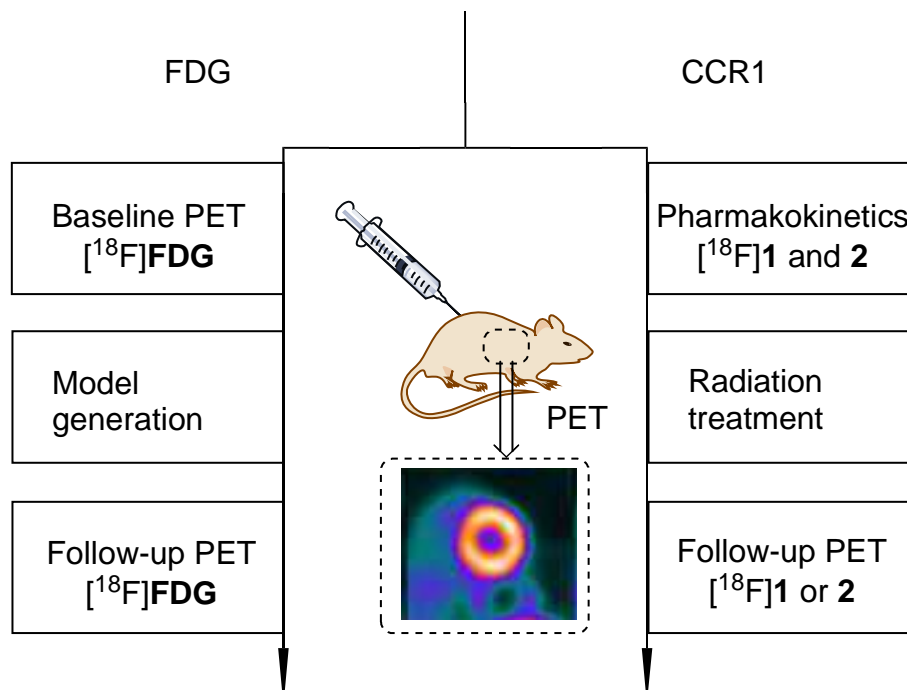 FDG
CCR1
Baseline PET
[¹⁸F]FDG
Pharmakokinetics
[¹⁸F]1 and 2
Model
generation
Radiation
treatment
PET
Follow-up PET
[¹⁸F]FDG
Follow-up PET
[¹⁸F]1 or 2